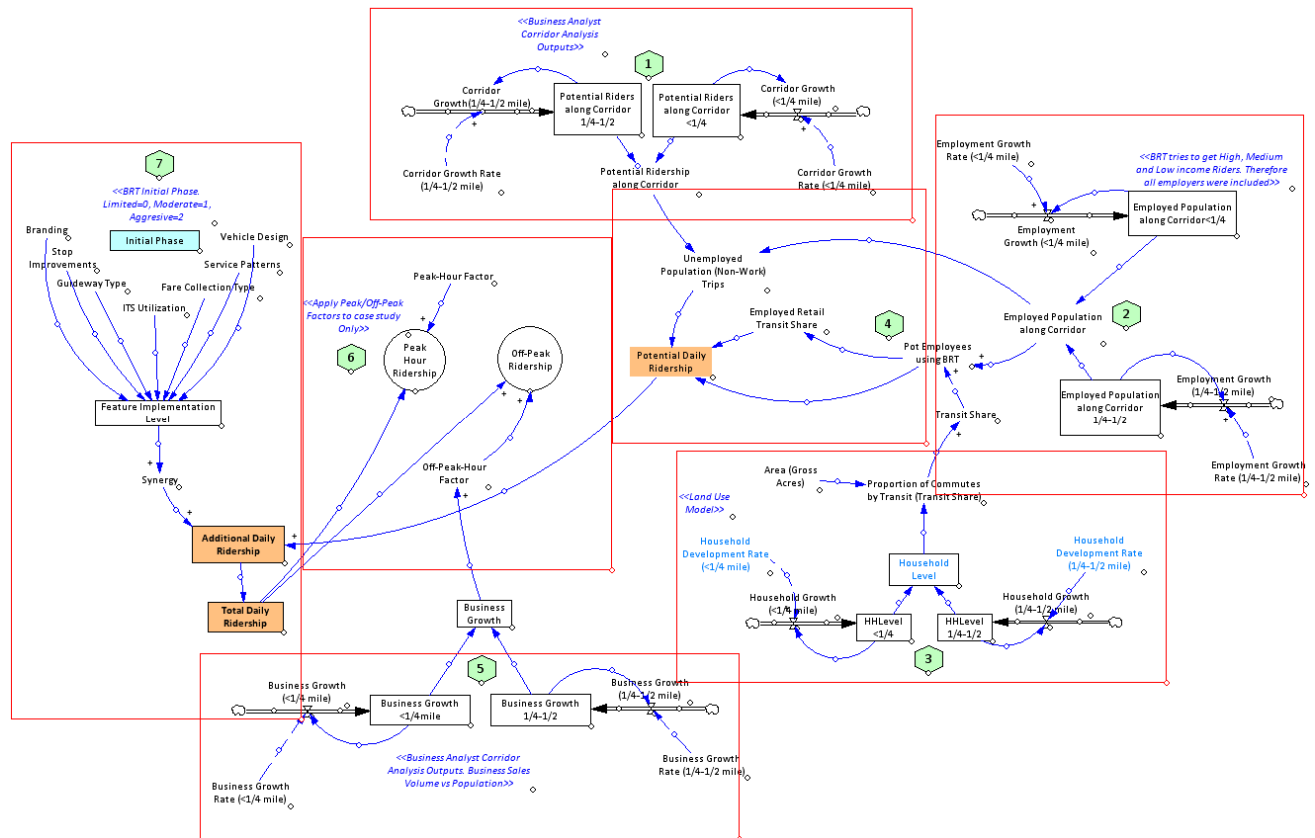 <<Business Analyst
Corridor Analysis
Outputs>>
1
Corridor
Growth(1/4-1/2 mile)
Potential Riders
along Corridor
1/4-1/2
Potential Riders
along Corridor
<1/4
Corridor Growth
(<1/4 mile)
Corridor Growth Rate
(1/4-1/2 mile)
Potential Ridership
along Corridor
Corridor Growth
Rate (<1/4 mile)
Employment Growth
Rate (<1/4 mile)
<<BRT tries to get High, Medium
and Low income Riders. Therefore
all employers were included>>
Employment
Growth (<1/4 mile)
Employed Population
along Corridor<1/4
Employed Population
along Corridor
2
Employed Population
along Corridor
1/4-1/2
Employment Growth
(1/4-1/2 mile)
Employment Growth
Rate (1/4-1/2 mile)
7
<<BRT Initial Phase.
Limited=0, Moderate=1,
Aggresive=2
Initial Phase
Branding
Stop
Improvements
Guideway Type
ITS Utilization
Fare Collection Type
Service Patterns
Vehicle Design
Feature Implementation
Level
Synergy
Additional Daily
Ridership
Total Daily
Ridership
Peak-Hour Factor
<<Apply Peak/Off-Peak
Factors to case study
Only>>
6
Peak
Hour
Ridership
Off-Peak
Ridership
Off-Peak-Hour
Factor
Unemployed
Population (Non-Work)
Trips
Employed Retail
Transit Share
4
Potential Daily
Ridership
Pot Employees
using BRT
Transit Share
Area (Gross
Acres)
Proportion of Commutes
by Transit (Transit Share)
<<Land Use
Model>>
Household
Development Rate
(<1/4 mile)
Household
Level
Household
Development Rate
(1/4-1/2 mile)
Household Growth
(<1/4 mile)
HHLevel
<1/4
HHLevel
1/4-1/2
Household Growth
(1/4-1/2 mile)
3
Business
Growth
5
Business Growth
(<1/4 mile)
Business Growth
<1/4mile
Business Growth
1/4-1/2
Business Growth
(1/4-1/2 mile)
Business Growth
Rate (<1/4 mile)
<<Business Analyst Corridor
Analysis Outputs. Business Sales
Volume vs Population>>
Business Growth
Rate (1/4-1/2 mile)